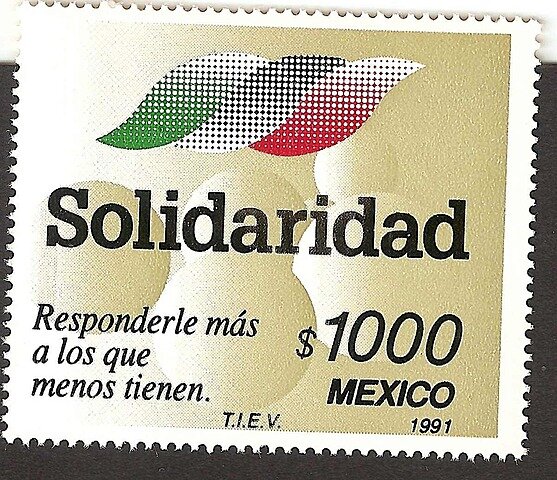 Solidaridad
Responderle más
a los que
menos tienen.
$1000
MEXICO
T.I.E.V.
1991